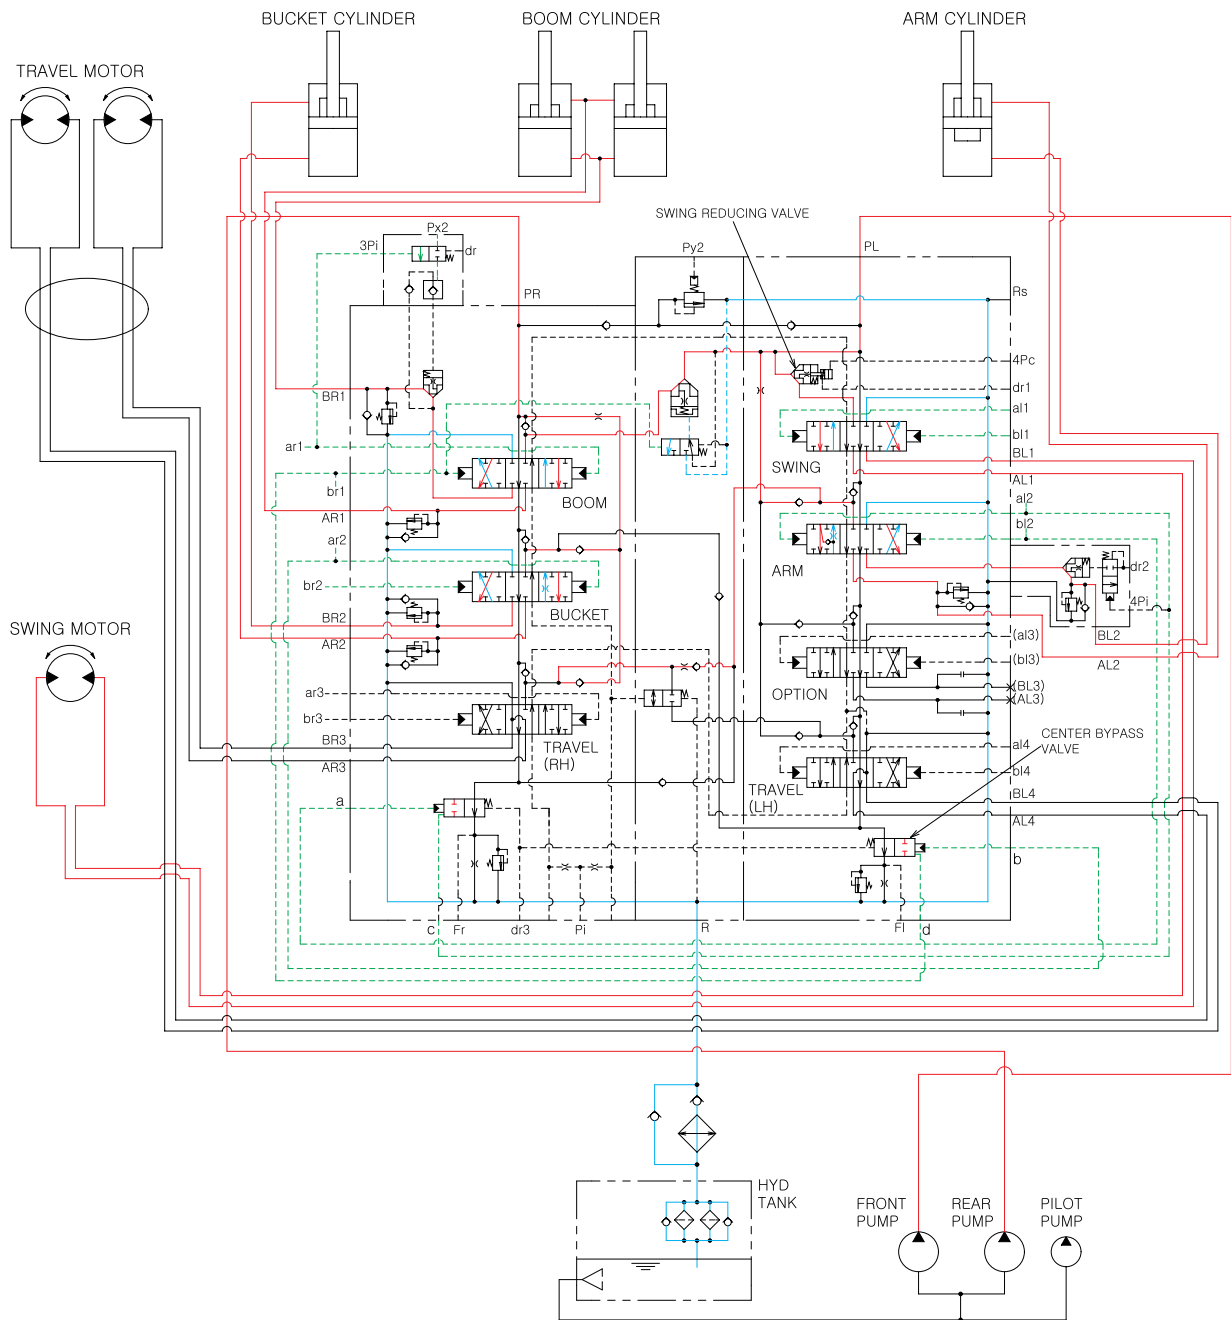 BUCKET CYLINDER
BOOM CYLINDER
ARM CYLINDER
TRAVEL MOTOR
SWING REDUCING VALVE
Px2
3Pi
dr
Py2
PL
PR
Rs
4Pc
dr1
BR1
al1
bl1
ar1
SWING
BL1
BOOM
AL1
br1
al2
AR1
bl2
ar2
ARM
dr2
br2
4Pi
BUCKET
BR2
SWING MOTOR
(al3)
BL2
AR2
AL2
(bl3)
ar3
OPTION
(BL3)
(AL3)
br3
CENTER BYPASS
VALVE
BR3
TRAVEL
(RH)
al4
AR3
bl4
a
TRAVEL
(LH)
BL4
AL4
b
c
Fr
dr3
Pi
R
Fl
d
HYD
TANK
FRONT
PUMP
REAR
PUMP
PILOT
PUMP